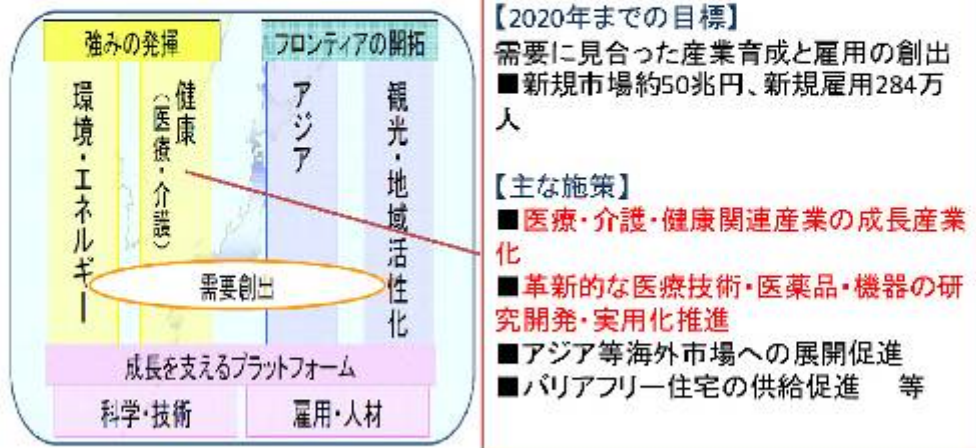 強みの発揮
フロンティアの開拓
環境・エネルギー
健康
(医療・介護)
アジア
観光・地域活性化
需要創出
成長を支えるプラットフォーム
科学・技術
雇用・人材
【2020年までの目標】
需要に見合った産業育成と雇用の創出
■新規市場約50兆円、新規雇用284万
人
【主な施策】
■医療・介護・健康関連産業の成長産業
化
■革新的な医療技術・医薬品・機器の研
究開発・実用化推進
■アジア等海外市場への展開促進
■バリアフリー住宅の供給促進　等